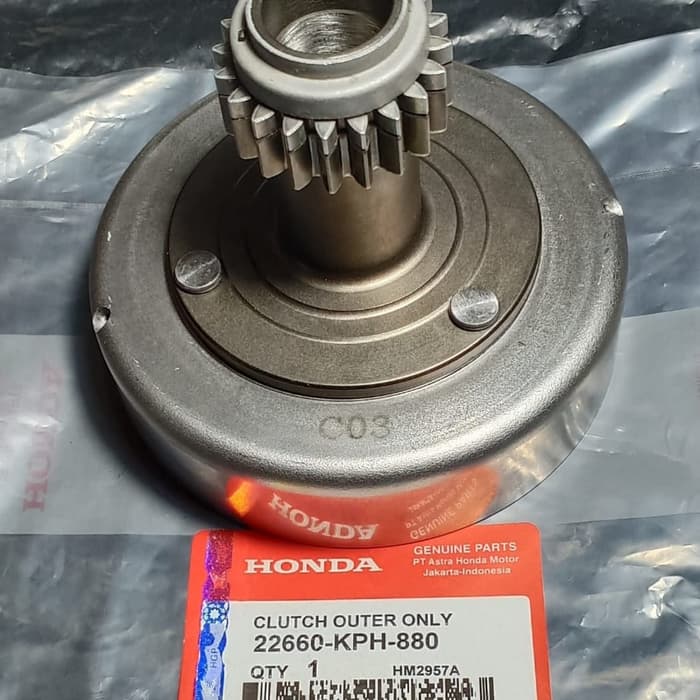 C03
HONDA
HONDA
GENUINE PARTS
HONDA
GENUINE PARTS
PT Astra Honda Motor
Jakarta-Indonesia
CLUTCH OUTER ONLY
22660-KPH-880
QTY 1
HM2957A
HGP